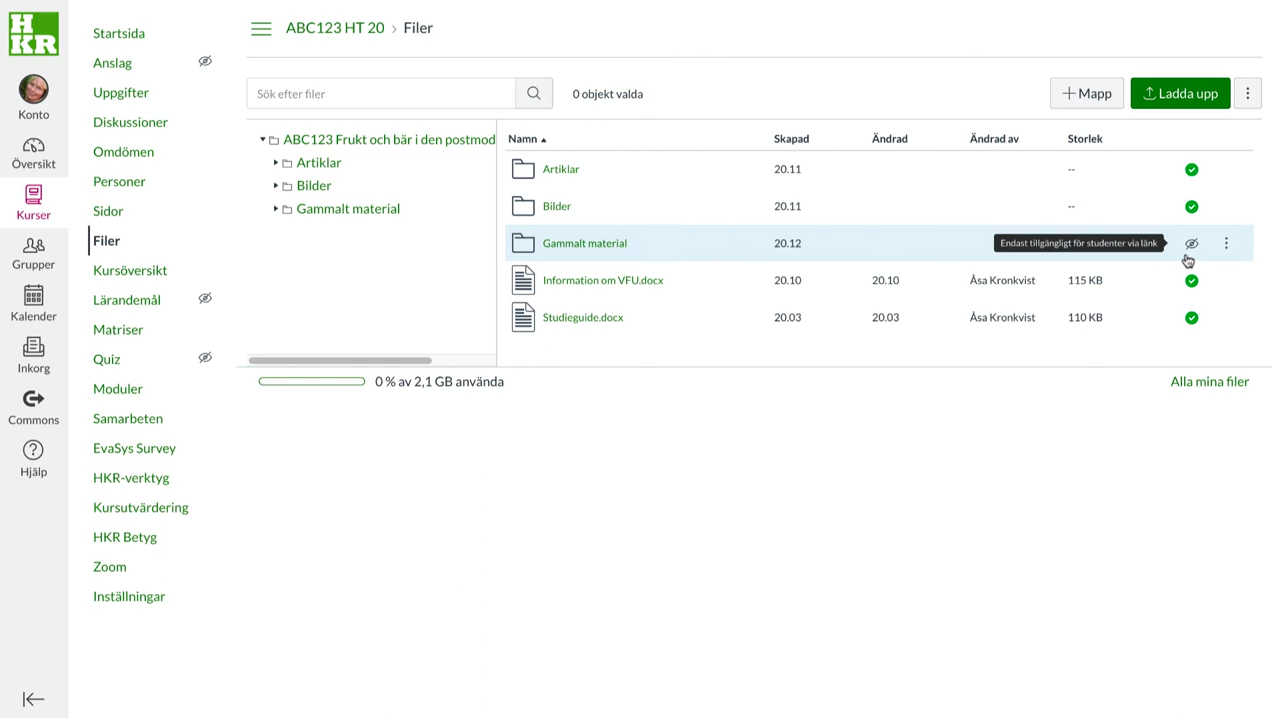 HKR
Konto
Översikt
Kurser
Grupper
Kalender
Inkorg
Commons
Hjälp
Startsida
Anslag
Uppgifter
Diskussioner
Omdömen
Personer
Sidor
Filer
Kursöversikt
Lärandemål
Matriser
Quiz
Moduler
Samarbeten
EvaSys Survey
HKR-verktyg
Kursutvärdering
HKR Betyg
Zoom
Inställningar
ABC123 HT 20 › Filer
Sök efter filer
0 objekt valda
+ Mapp
Ladda upp
ABC123 Frukt och bär i den postmod
Artiklar
Bilder
Gammalt material
Namn Skapad Ändrad Ändrad av Storlek
Artiklar 20.11 --
Bilder 20.11 --
Gammalt material 20.12 Endast tillgängligt för studenter via länk
Information om VFU.docx 20.10 20.10 Åsa Kronkvist 115 KB
Studieguide.docx 20.03 20.03 Åsa Kronkvist 110 KB
0 % av 2,1 GB använda
Alla mina filer